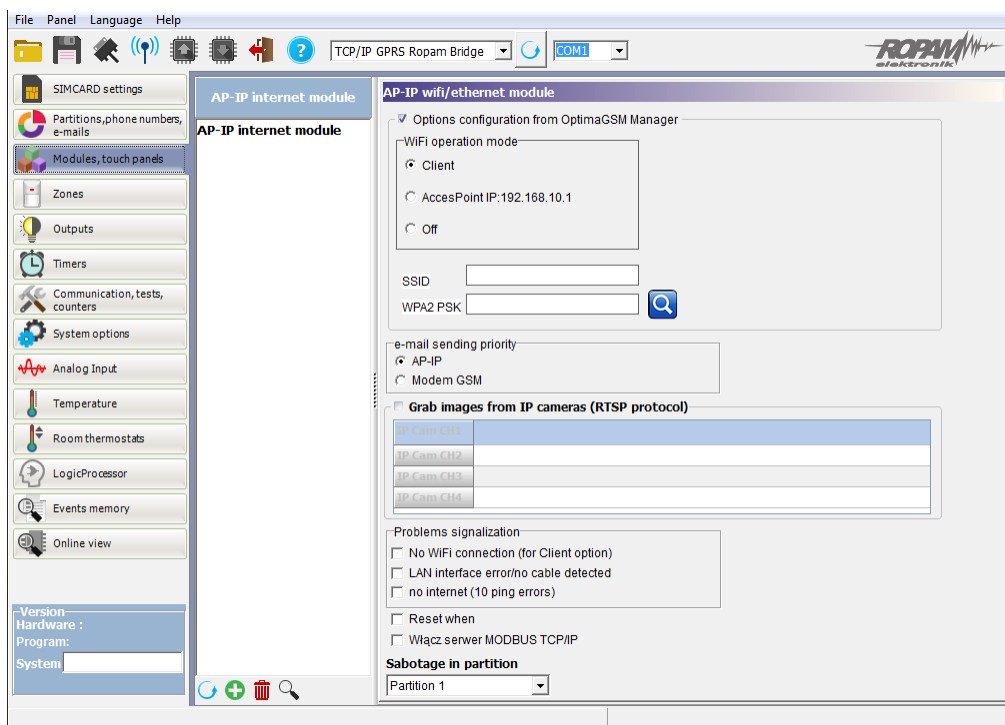 File Panel Language Help
TCP/IP GPRS Ropam Bridge COM1
ROPAM
elektronik
SIMCARD settings
Partitions,phone numbers,
e-mails
Modules, touch panels
Zones
Outputs
Timers
Communication, tests,
counters
System options
Analog Input
Temperature
Room thermostats
LogicProcessor
Events memory
Online view
Version
Hardware :
Program:
System
AP-IP internet module
AP-IP internet module
AP-IP wifi/ethernet module
Options configuration from OptimaGSM Manager
WiFi operation mode
Client
AccesPoint IP:192.168.10.1
Off
SSID
WPA2 PSK
e-mail sending priority
AP-IP
Modem GSM
Grab images from IP cameras (RTSP protocol)
IP Cam CH1
IP Cam CH2
IP Cam CH3
IP Cam CH4
Problems signalization
No WiFi connection (for Client option)
LAN interface error/no cable detected
no internet (10 ping errors)
Reset when
Włącz serwer MODBUS TCP/IP
Sabotage in partition
Partition 1